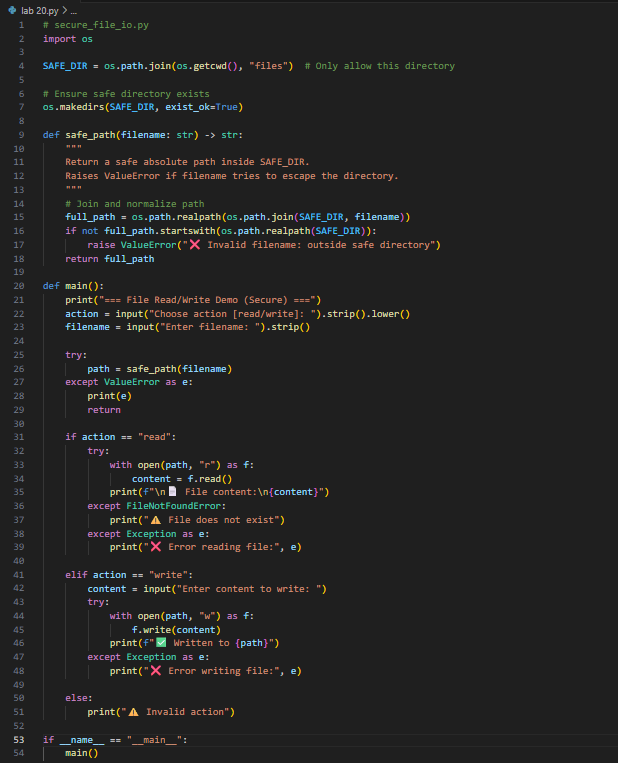 lab 20.py > ...
1 # secure_file_io.py
2 import os
3
4 SAFE_DIR = os.path.join(os.getcwd(), "files")  # Only allow this directory
5
6 # Ensure safe directory exists
7 os.makedirs(SAFE_DIR, exist_ok=True)
8
9 def safe_path(filename: str) -> str:
10     """
11     Return a safe absolute path inside SAFE_DIR.
12     Raises ValueError if filename tries to escape the directory.
13     """
14     # Join and normalize path
15     full_path = os.path.realpath(os.path.join(SAFE_DIR, filename))
16     if not full_path.startswith(os.path.realpath(SAFE_DIR)):
17         raise ValueError("❌ Invalid filename: outside safe directory")
18     return full_path
19
20 def main():
21     print("=== File Read/Write Demo (Secure) ===")
22     action = input("Choose action [read/write]: ").strip().lower()
23     filename = input("Enter filename: ").strip()
24
25     try:
26         path = safe_path(filename)
27     except ValueError as e:
28         print(e)
29         return
30
31     if action == "read":
32         try:
33             with open(path, "r") as f:
34                 content = f.read()
35             print(f"\n📄 File content:\n{content}")
36         except FileNotFoundError:
37             print("⚠️ File does not exist")
38         except Exception as e:
39             print("❌ Error reading file:", e)
40
41     elif action == "write":
42         content = input("Enter content to write: ")
43         try:
44             with open(path, "w") as f:
45                 f.write(content)
46             print(f"✅ Written to {path}")
47         except Exception as e:
48             print("❌ Error writing file:", e)
49
50     else:
51         print("⚠️ Invalid action")
52
53 if __name__ == "__main__":
54     main()